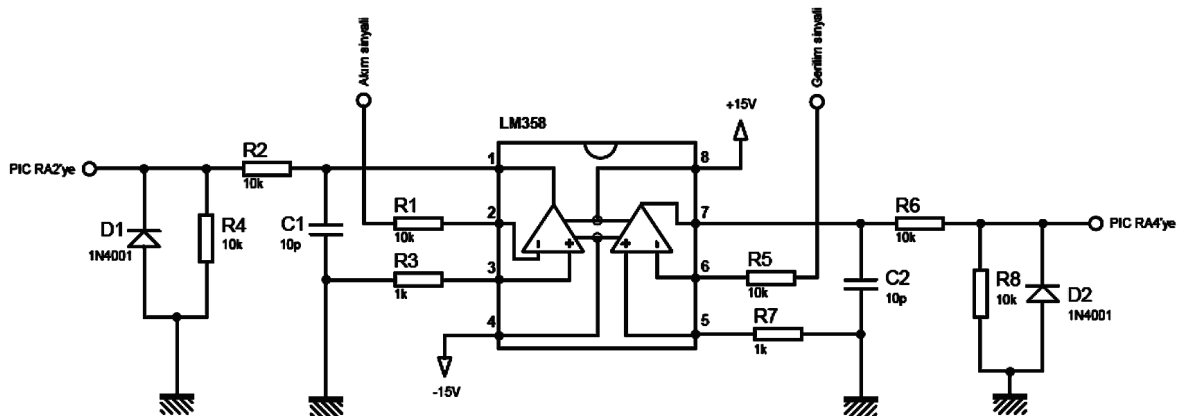 Akım sinyali
Gerilim sinyali
LM358
+15V
PIC RA2'ye
R2
10k
1
8
D1
1N4001
R4
10k
C1
10p
R1
10k
2
7
R6
10k
PIC RA4'ye
R3
1k
3
6
R5
10k
C2
10p
R8
10k
D2
1N4001
4
5
R7
1k
-15V